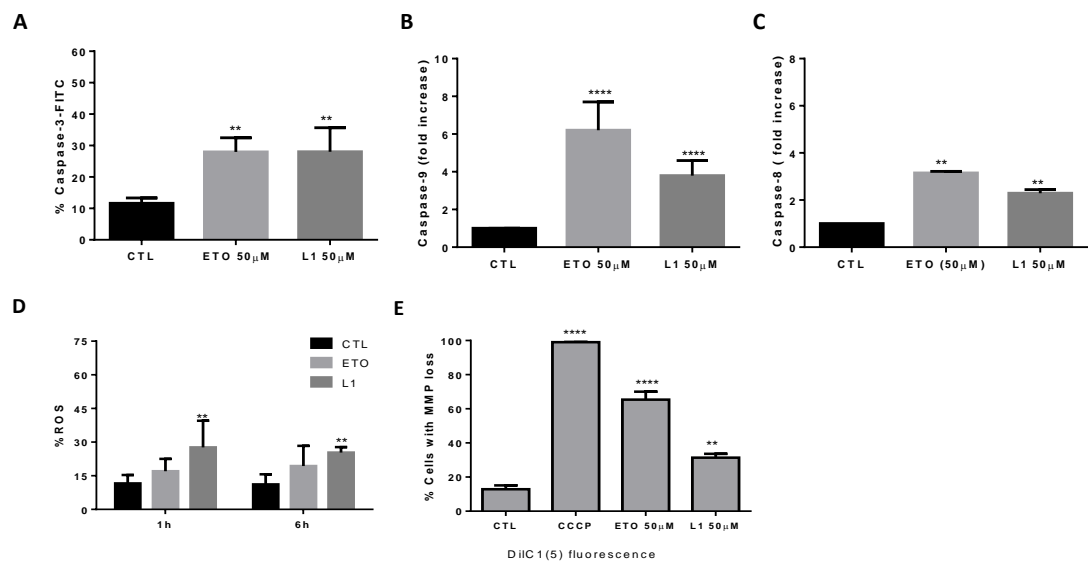 A
% Caspase-3-FITC
60
50
40
30
20
10
0
**
**
CTL
ETO 50μM
L1 50μM
B
Caspase-9 (fold increase)
10
8
6
4
2
0
****
****
CTL
ETO 50μM
L1 50μM
C
Caspase-8 ( fold increase)
8
6
4
2
0
**
**
CTL
ETO (50μM)
L1 50μM
D
%ROS
75
60
45
30
15
0
CTL
ETO
L1
**
**
1h
6h
E
% Cells with MMP loss
100
80
60
40
20
0
****
****
**
CTL
CCCP
ETO 50μM
L1 50μM
DilC1(5) fluorescence